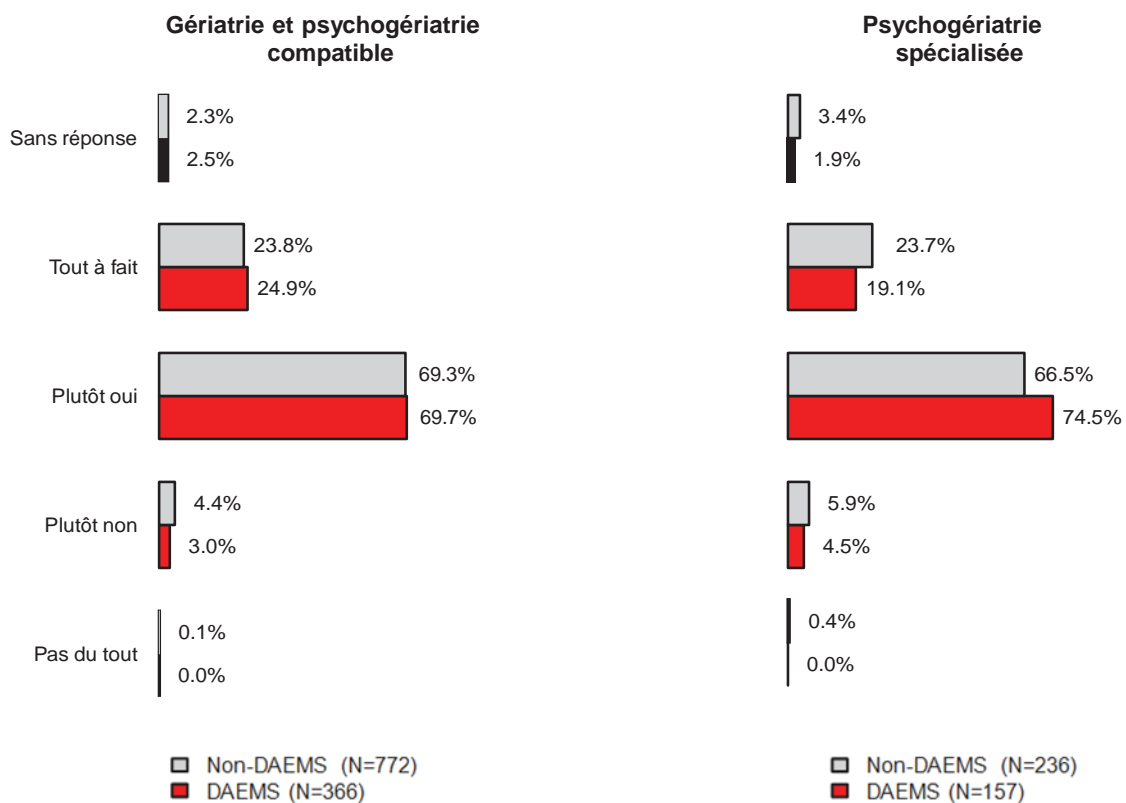 Gériatrie et psychogériatrie
compatible
Psychogériatrie
spécialisée
Sans réponse
2.3%
2.5%
3.4%
1.9%
Tout à fait
23.8%
24.9%
23.7%
19.1%
Plutôt oui
69.3%
69.7%
66.5%
74.5%
Plutôt non
4.4%
3.0%
5.9%
4.5%
Pas du tout
0.1%
0.0%
0.4%
0.0%
Non-DAEMS (N=772)
DAEMS (N=366)
Non-DAEMS (N=236)
DAEMS (N=157)